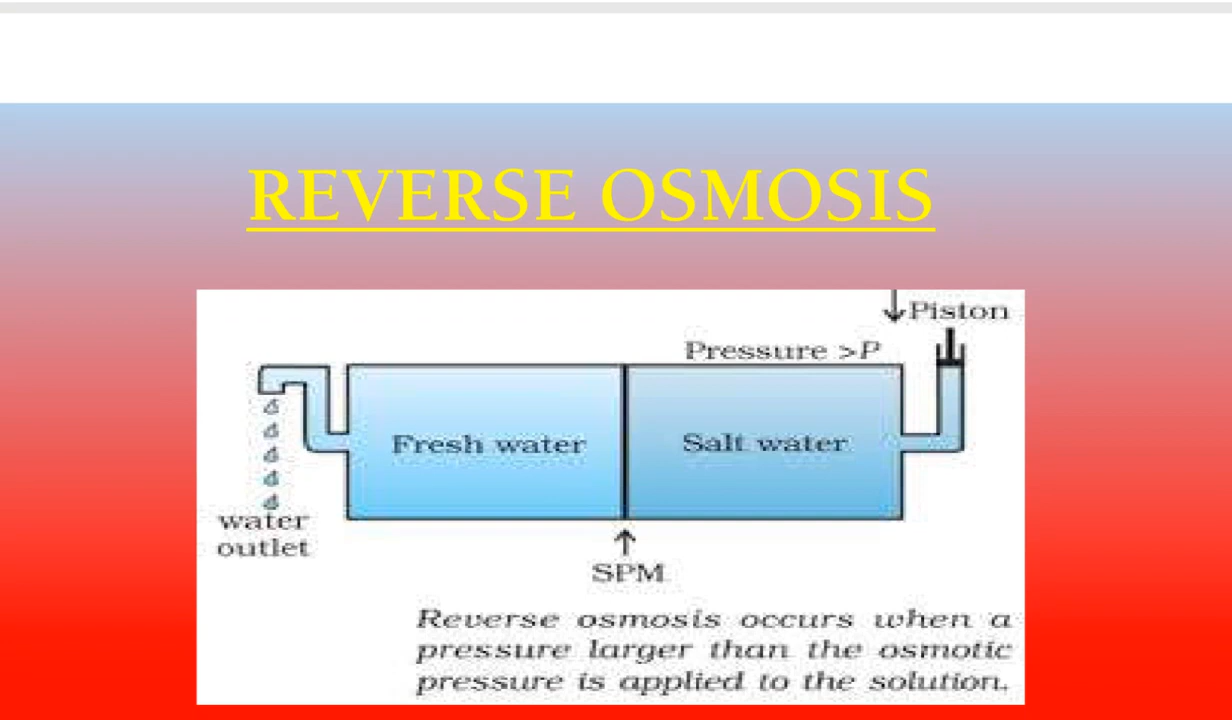 REVERSE OSMOSIS
Piston
Pressure >P
Fresh water
Salt water
water
outlet
SPM
Reverse osmosis occurs when a
pressure larger than the osmotic
pressure is applied to the solution.